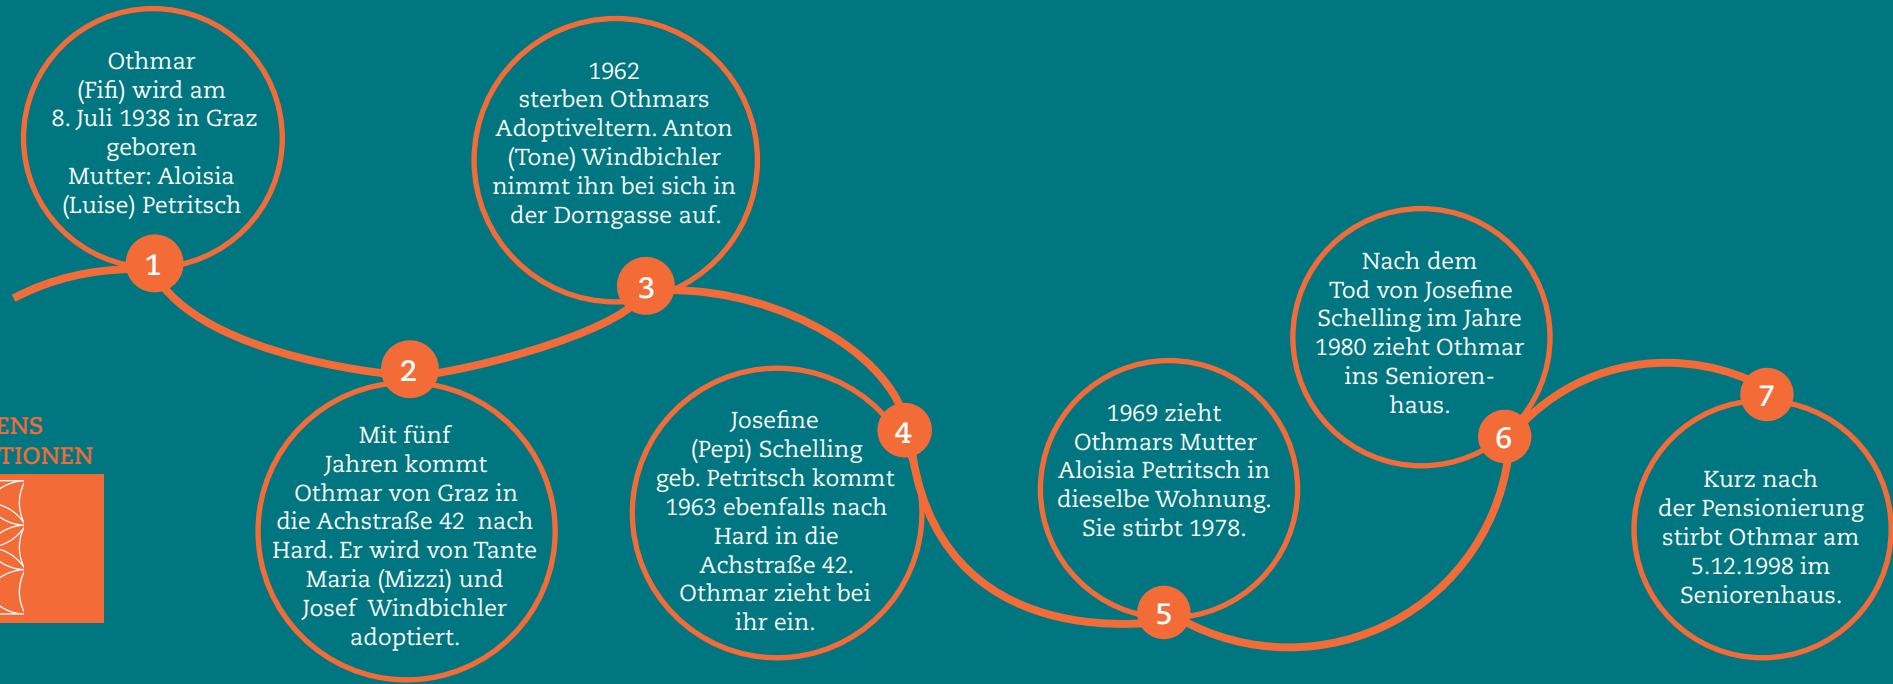 Othmar
(Fifi) wird am
8. Juli 1938 in Graz
geboren
Mutter: Aloisia
(Luise) Petritsch
1
2
Mit fünf
Jahren kommt
Othmar von Graz in
die Achstraße 42 nach
Hard. Er wird von Tante
Maria (Mizzi) und
Josef Windbichler
adoptiert.
1962
sterben Othmars
Adoptiveltern. Anton
(Tone) Windbichler
nimmt ihn bei sich in
der Dorngasse auf.
3
Josefine
(Pepi) Schelling
geb. Petritsch kommt
1963 ebenfalls nach
Hard in die
Achstraße 42.
Othmar zieht bei
ihr ein.
4
1969 zieht
Othmars Mutter
Aloisia Petritsch in
dieselbe Wohnung.
Sie stirbt 1978.
5
Nach dem
Tod von Josefine
Schelling im Jahre
1980 zieht Othmar
ins Senioren-
haus.
6
7
Kurz nach
der Pensionierung
stirbt Othmar am
5.12.1998 im
Seniorenhaus.
ENS
TIONEN